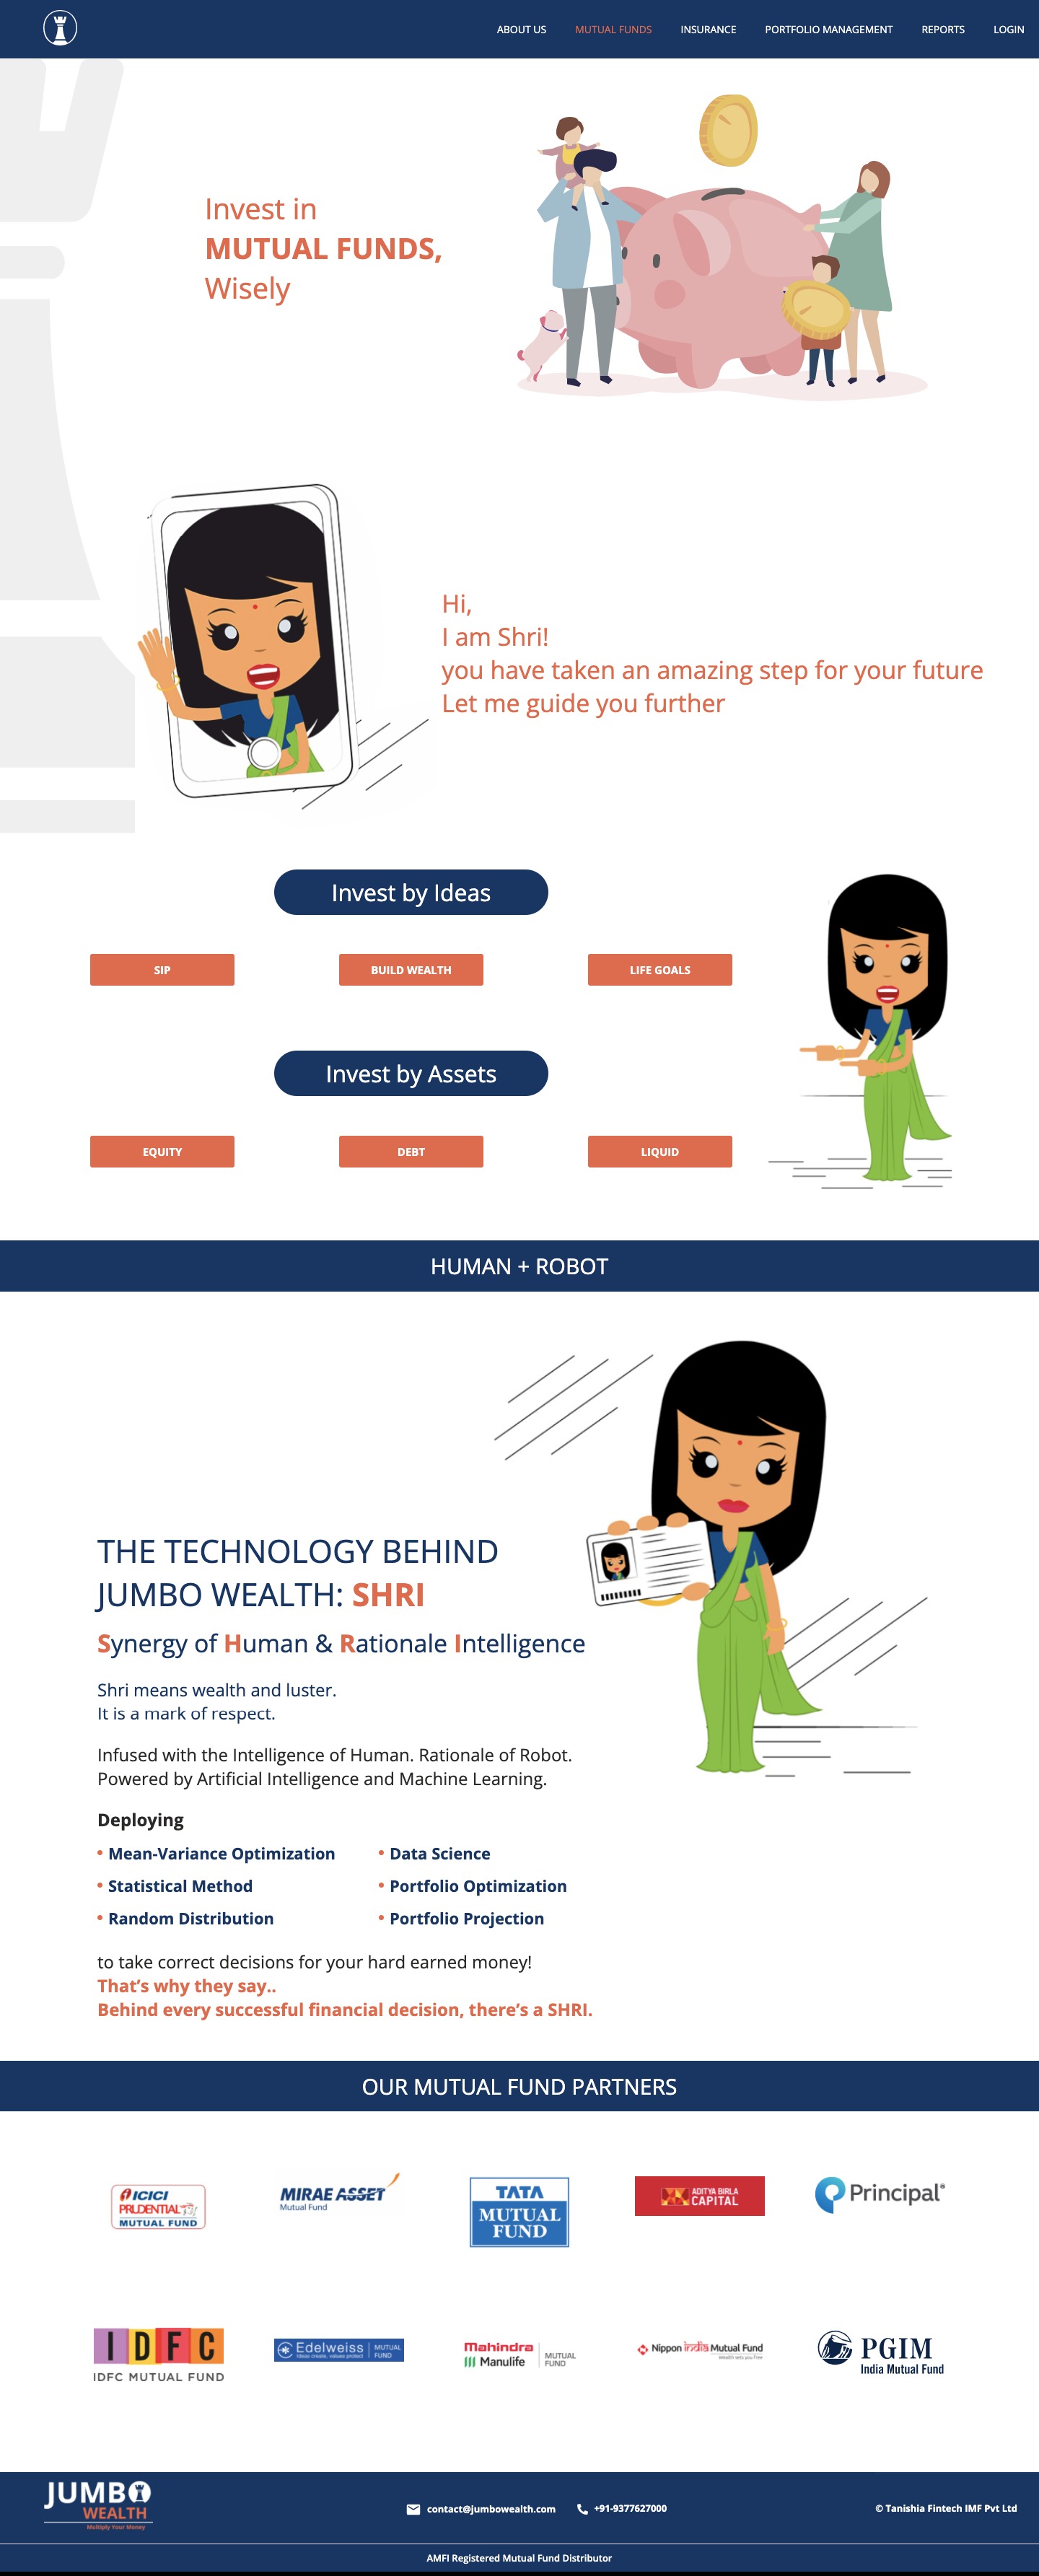 ABOUT US
MUTUAL FUNDS
INSURANCE
PORTFOLIO MANAGEMENT
REPORTS
LOGIN
Invest in
MUTUAL FUNDS,
Wisely
Hi,
I am Shri!
you have taken an amazing step for your future
Let me guide you further
Invest by Ideas
SIP
BUILD WEALTH
LIFE GOALS
Invest by Assets
EQUITY
DEBT
LIQUID
HUMAN + ROBOT
THE TECHNOLOGY BEHIND
JUMBO WEALTH: SHRI
Synergy of Human & Rationale Intelligence
Shri means wealth and luster.
It is a mark of respect.
Infused with the Intelligence of Human. Rationale of Robot.
Powered by Artificial Intelligence and Machine Learning.
Deploying
• Mean-Variance Optimization
• Data Science
• Statistical Method
• Portfolio Optimization
• Random Distribution
• Portfolio Projection
to take correct decisions for your hard earned money!
That's why they say..
Behind every successful financial decision, there's a SHRI.
OUR MUTUAL FUND PARTNERS
ICICI
PRUDENTIAL
MUTUAL FUND
MIRAE ASSET
Mutual Fund
TATA
MUTUAL
FUND
ADITYA BIRLA
CAPITAL
Principal®
IDFC
IDFC MUTUAL FUND
Edelweiss
Ideas create, values protect
MUTUAL
FUND
Mahindra
Manulife
MUTUAL
FUND
Nippon india Mutual Fund
Wealth sets you free
PGIM
India Mutual Fund
JUMBO
WEALTH
Multiply Your Money
contact@jumbowealth.com
+91-9377627000
© Tanishia Fintech IMF Pvt Ltd
AMFI Registered Mutual Fund Distributor